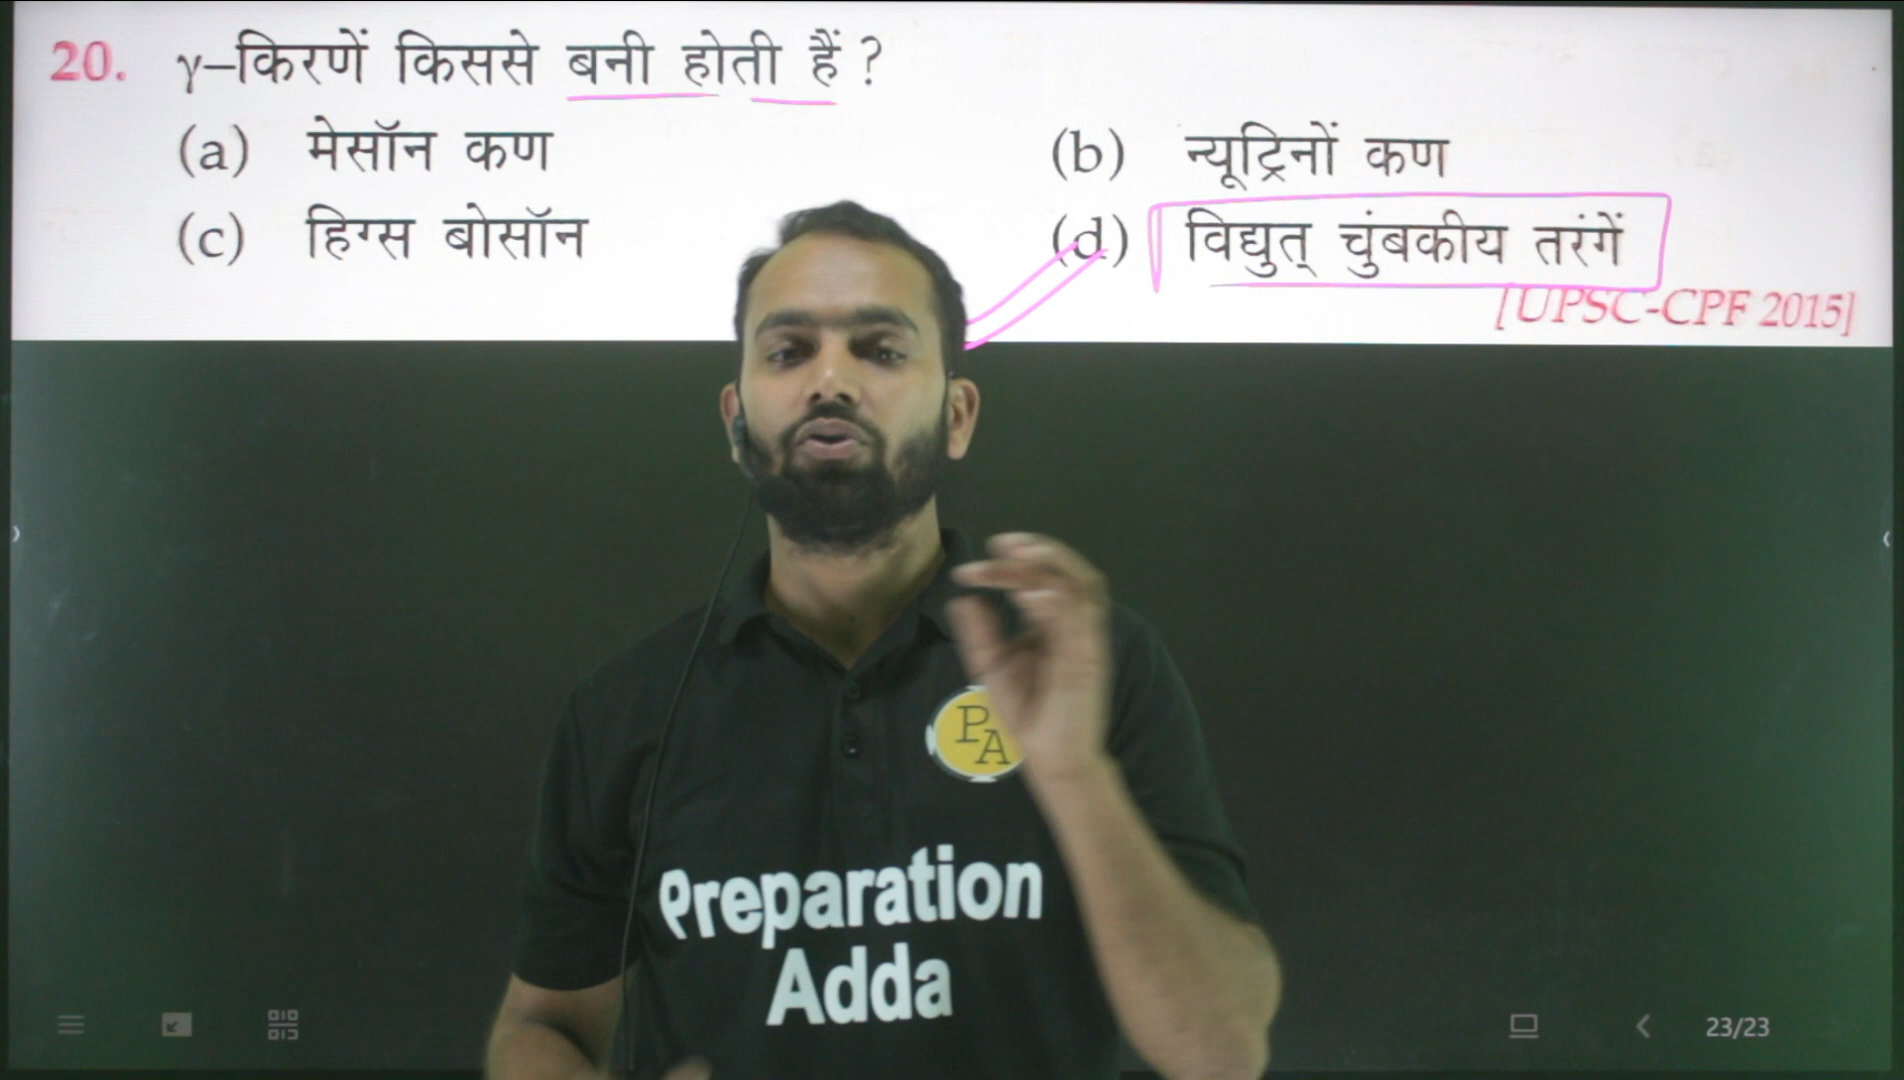 20. γ–किरणें किससे बनी होती हैं ?
(a) मेसॉन कण (b) न्यूट्रिनों कण
(c) हिग्स बोसॉन (d) विद्युत् चुंबकीय तरंगें
[UPSC-CPF 2015]
PA
Preparation
Adda
23/23